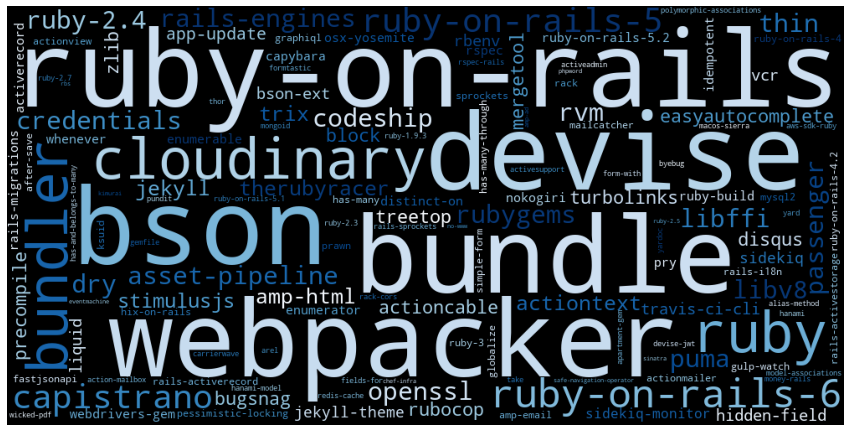 polymorphic-associations
ruby-2.4
rails-engines
ruby-on-rails-5
thin
activerecord
actionview
zlib
app-update
graphiql
osx-yosemite
rbenv
ruby-on-rails-5.2
idempotent
ruby-on-rails-4
ruby-on-rails
capybara
rspec
rspec-rails
mergetool
activeadmin
phpword
vcr
ruby-2.7
rbs
formtastic
bson-ext
sprockets
rack
thor
credentials
mongoid
trix
codeship
rvm
easyautocomplete
whenever
enumerable
block
ruby-1.9.3
has-many-through
mailcatcher
macos-sierra
aws-sdk-ruby
rails-migrations
after-save
cloudinary
devise
bundler
has-and-belongs-to-many
kimurai
pundit
jekyll
therubyracer
activesupport
form-with
byebug
ruby-on-rails-5.1
has-many
distinct-on
nokogiri
turbolinks
ruby-build
mysql2
ruby-on-rails-4.2
bson
ksuid
gemfile
ruby-2.3
treetop
rubygems
ruby-2.5
libffi
yard
passenger
prawn
rails-sprockets
bundle
simple-form
disqus
precompile
dry
asset-pipeline
pry
sidekiq
rails-i18n
eventmachine
stimulusjs
amp-html
rack-cors
actioncable
actiontext
libv8
rails-activestorage
hix-on-rails
enumerator
travis-ci-cli
alias-method
hanami
liquid
webpacker
carrierwave
arel
ruby-3
globalize
apartment-gem
devise-jwt
sinatra
ruby
puma
gulp-watch
fastjsonapi
action-mailbox
rails-activerecord
fields-for
chef-infra
take
actionmailer
model-associations
money-rails
hanami-model
redis-cache
openssl
safe-navigation-operator
ruby-on-rails-6
capistrano
bugsnag
wicked-pdf
webdrivers-gem
pessimistic-locking
jekyll-theme
rubocop
amp-email
sidekiq-monitor
hidden-field